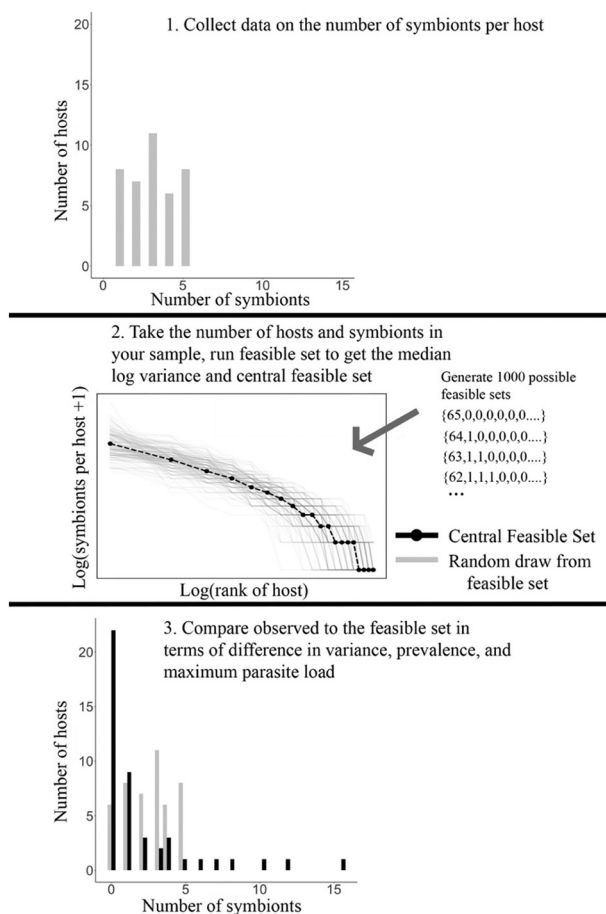 1. Collect data on the number of symbionts per host
Number of hosts
20
15
10
5
0
0 5 10 15
Number of symbionts
2. Take the number of hosts and symbionts in
your sample, run feasible set to get the median
log variance and central feasible set
Log(symbionts per host +1)
Log(rank of host)
Generate 1000 possible
feasible sets
{65,0,0,0,0,0,0....}
{64,1,0,0,0,0,0....}
{63,1,1,0,0,0,0....}
{62,1,1,1,0,0,0....}
...
Central Feasible Set
Random draw from
feasible set
3. Compare observed to the feasible set in
terms of difference in variance, prevalence, and
maximum parasite load
Number of hosts
20
15
10
5
0
0 5 10 15
Number of symbionts